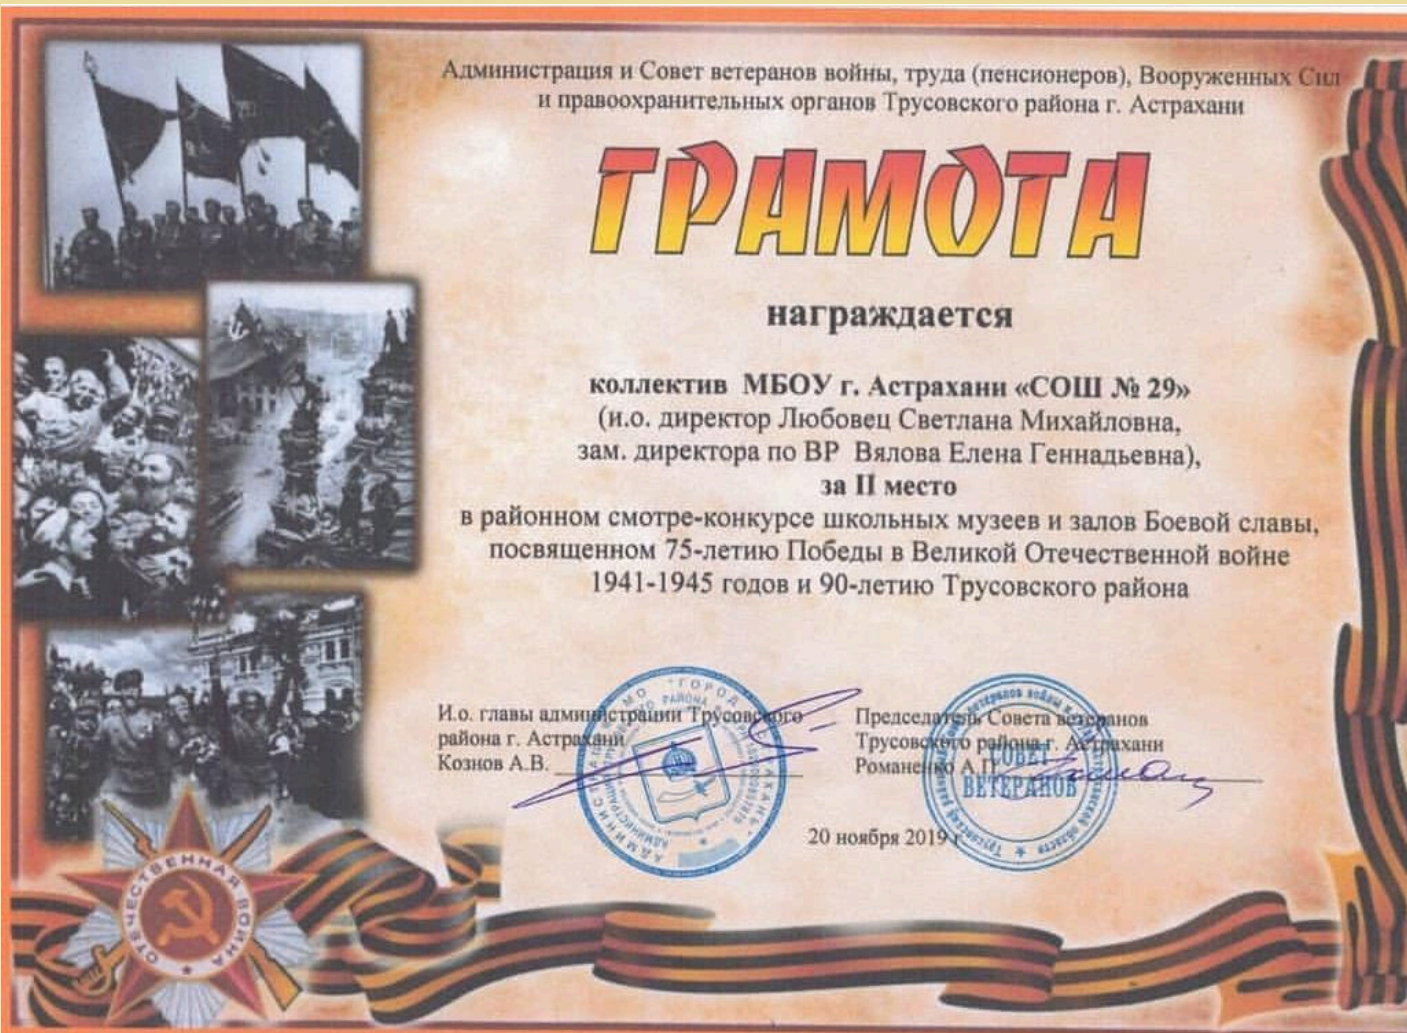 Администрация и Совет ветеранов войны, труда (пенсионеров), Вооруженных Сил
и правоохранительных органов Трусовского района г. Астрахани
ГРАМОТА
награждается
коллектив МБОУ г. Астрахани «СОШ № 29»
(и.о. директор Любовец Светлана Михайловна,
зам. директора по ВР Вялова Елена Геннадьевна),
за II место
в районном смотре-конкурсе школьных музеев и залов Боевой славы,
посвященном 75-летию Победы в Великой Отечественной войне
1941-1945 годов и 90-летию Трусовского района
И.о. главы администрации Трусовского
района г. Астрахани
Кознов А.В.
Председатель Совета ветеранов
Трусовского района г. Астрахани
Романенко А.П.
СОВЕТ
ВЕТЕРАНОВ
20 ноября 2019 г.
ОТЕЧЕСТВЕННАЯ ВОЙНА